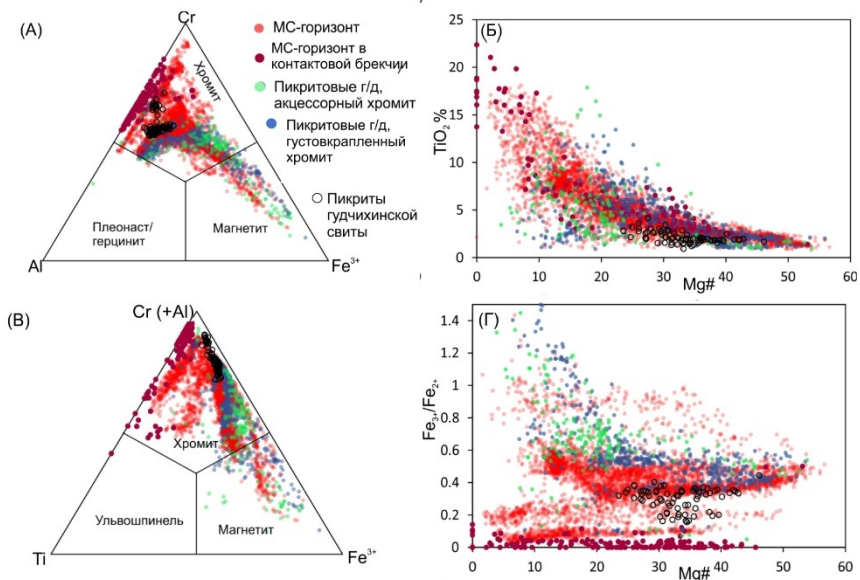 (А)
Cr
Хромит
Плеонаст/
герцинит
Магнетит
Al
Fe³⁺
МС-горизонт
МС-горизонт в
контактовой брекчии
Пикритовые г/д,
акцессорный хромит
Пикритовые г/д,
густовкрапленный
хромит
Пикриты
гудчихинской
свиты
(Б)
TiO₂ %
25
20
15
10
5
0
0 10 20 30 40 50 60
Mg#
(В)
Cr (+Al)
Хромит
Ульвошпинель
Магнетит
Ti
Fe³⁺
(Г)
Fe₃₊/Fe₂₊
1.4
1.2
1
0.8
0.6
0.4
0.2
0
0 10 20 30 40 50 60
Mg#